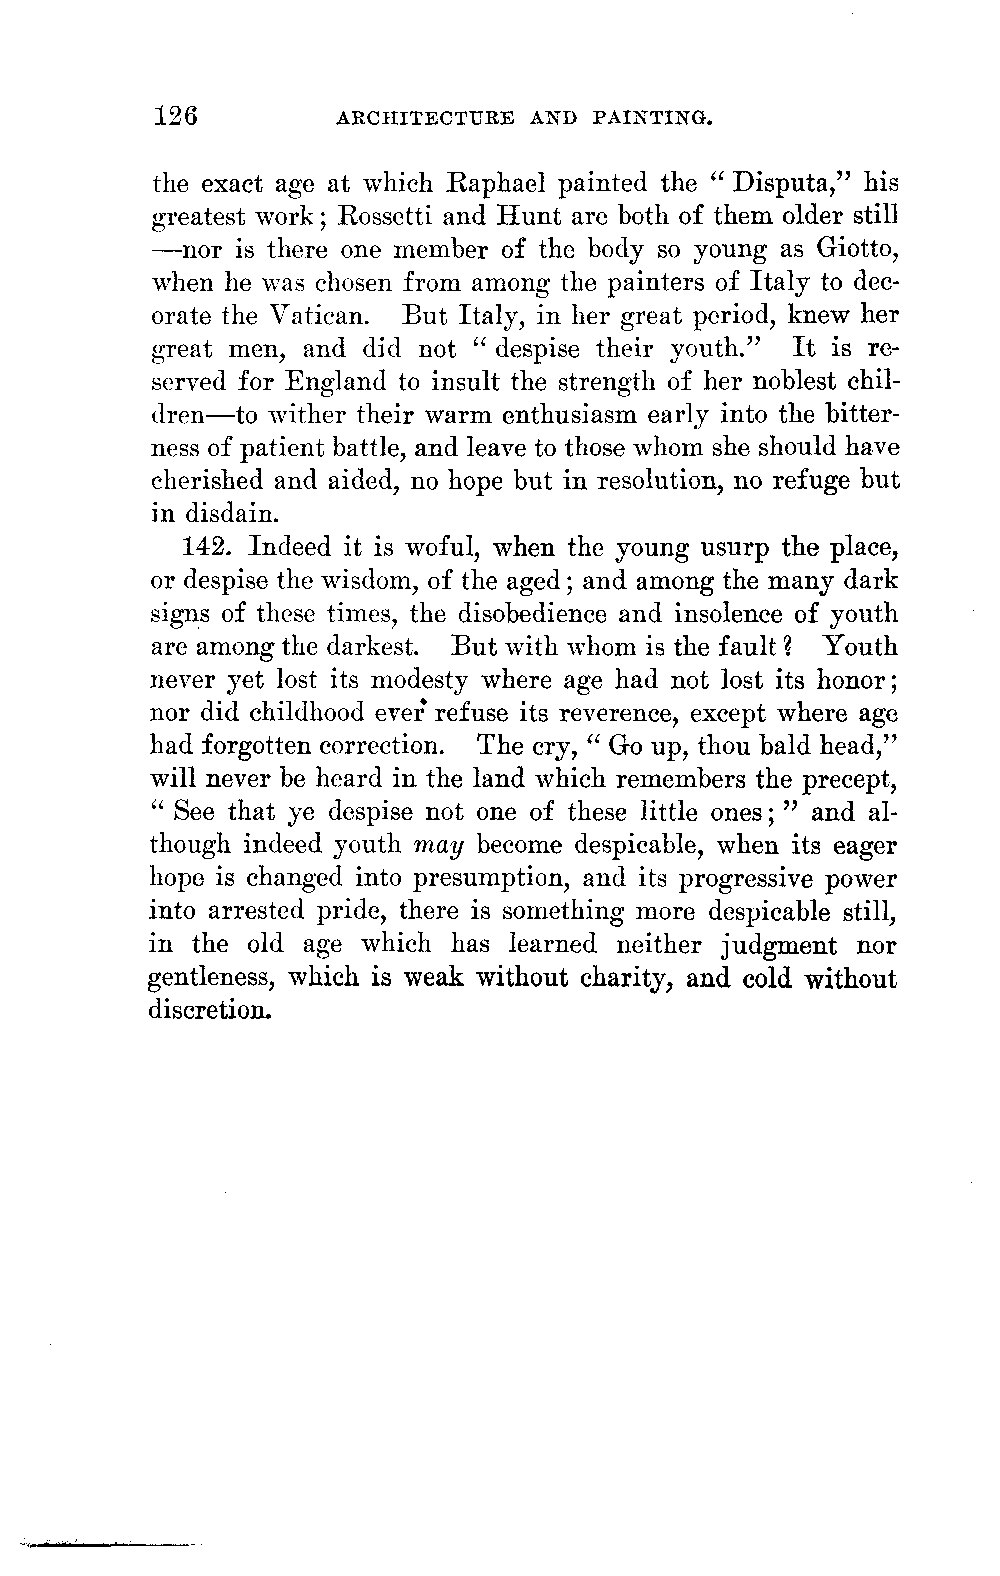 126 ARCHITECTURE AND PAINTING.
the exact age at which Raphael painted the “ Disputa,” his
greatest work; Rossetti and Hunt are both of them older still
—nor is there one member of the body so young as Giotto,
when he was chosen from among the painters of Italy to dec-
orate the Vatican. But Italy, in her great period, knew her
great men, and did not “ despise their youth.” It is re-
served for England to insult the strength of her noblest chil-
dren—to wither their warm enthusiasm early into the bitter-
ness of patient battle, and leave to those whom she should have
cherished and aided, no hope but in resolution, no refuge but
in disdain.
142. Indeed it is woful, when the young usurp the place,
or despise the wisdom, of the aged; and among the many dark
signs of these times, the disobedience and insolence of youth
are among the darkest. But with whom is the fault? Youth
never yet lost its modesty where age had not lost its honor;
nor did childhood ever refuse its reverence, except where age
had forgotten correction. The cry, “ Go up, thou bald head,”
will never be heard in the land which remembers the precept,
“ See that ye despise not one of these little ones; ” and al-
though indeed youth may become despicable, when its eager
hope is changed into presumption, and its progressive power
into arrested pride, there is something more despicable still,
in the old age which has learned neither judgment nor
gentleness, which is weak without charity, and cold without
discretion.